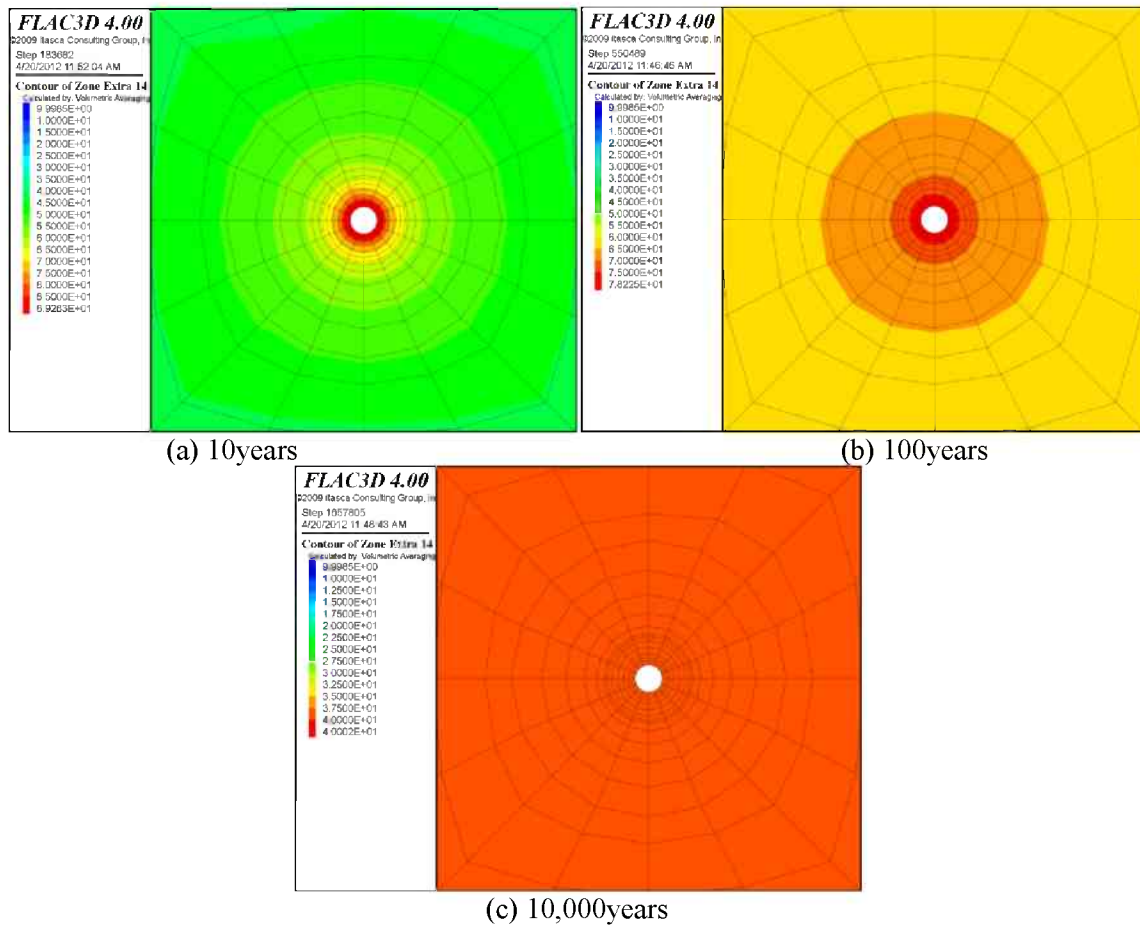 FLAC3D 4.00
©2009 Itasca Consulting Group, In
Step 183682
4/20/2012 11:52:04 AM
Contour of Zone Extra 14
Calculated by: Volumetric Averaging
9.9985E+00
1.0000E+01
1.5000E+01
2.0000E+01
2.5000E+01
3.0000E+01
3.5000E+01
4.0000E+01
4.5000E+01
5.0000E+01
5.5000E+01
6.0000E+01
6.5000E+01
7.0000E+01
8.0000E+01
8.5000E+01
(a) 10years
FLAC3D 4.00
©2009 Itasca Consulting Group, In
Step 550489
4/20/2012 11:46:45 AM
Contour of Zone Extra 14
Calculated by: Volumetric Averaging
9.9985E+00
1.0000E+01
1.5000E+01
2.0000E+01
2.5000E+01
3.0000E+01
3.5000E+01
4.0000E+01
4.5000E+01
5.0000E+01
5.5000E+01
6.0000E+01
6.5000E+01
7.0000E+01
7.5000E+01
7.8225E+01
(b) 100years
FLAC3D 4.00
©2009 Itasca Consulting Group, In
Step 1657805
4/20/2012 11:48:43 AM
Contour of Zone Extra 14
Calculated by: Volumetric Averaging
9.9985E+00
1.0000E+01
1.2500E+01
1.5000E+01
1.7500E+01
2.0000E+01
2.2500E+01
2.5000E+01
2.7500E+01
3.0000E+01
3.2500E+01
3.5000E+01
3.7500E+01
4.0000E+01
4.0002E+01
(c) 10,000years